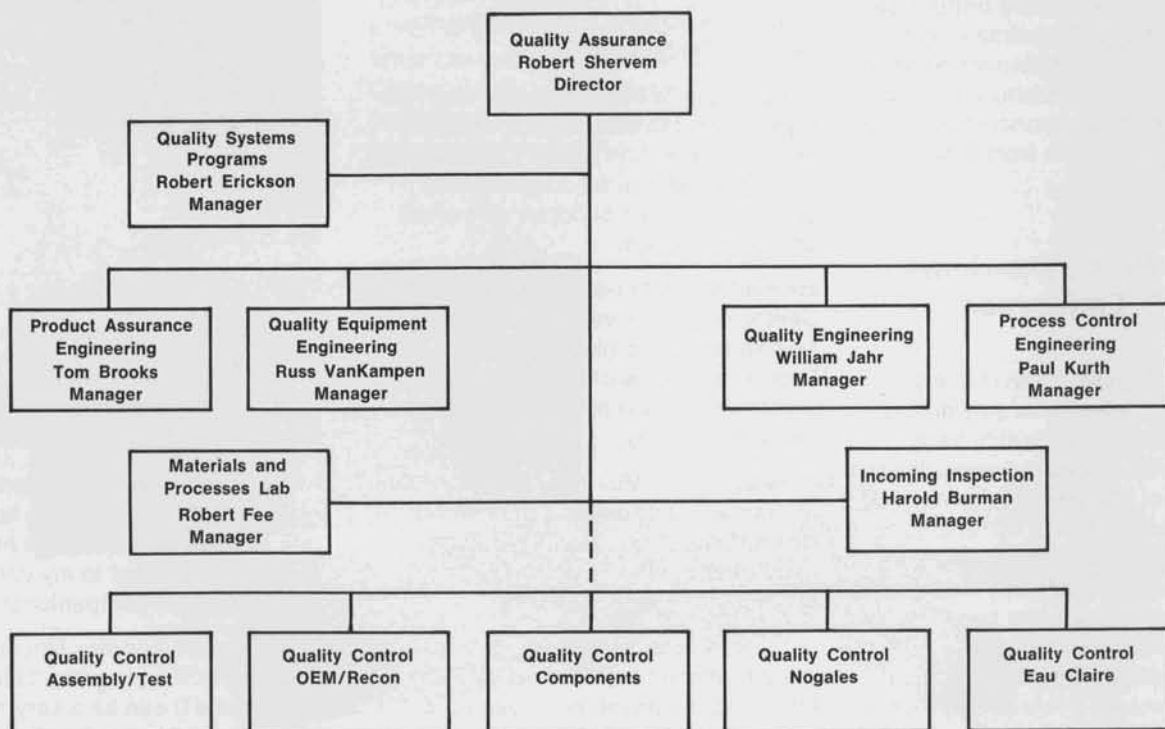 Quality Assurance
Robert Shervem
Director
Quality Systems
Programs
Robert Erickson
Manager
Product Assurance
Engineering
Tom Brooks
Manager
Quality Equipment
Engineering
Russ VanKampen
Manager
Quality Engineering
William Jahr
Manager
Process Control
Engineering
Paul Kurth
Manager
Materials and
Processes Lab
Robert Fee
Manager
Incoming Inspection
Harold Burman
Manager
Quality Control
Assembly/Test
Quality Control
OEM/Recon
Quality Control
Components
Quality Control
Nogales
Quality Control
Eau Claire